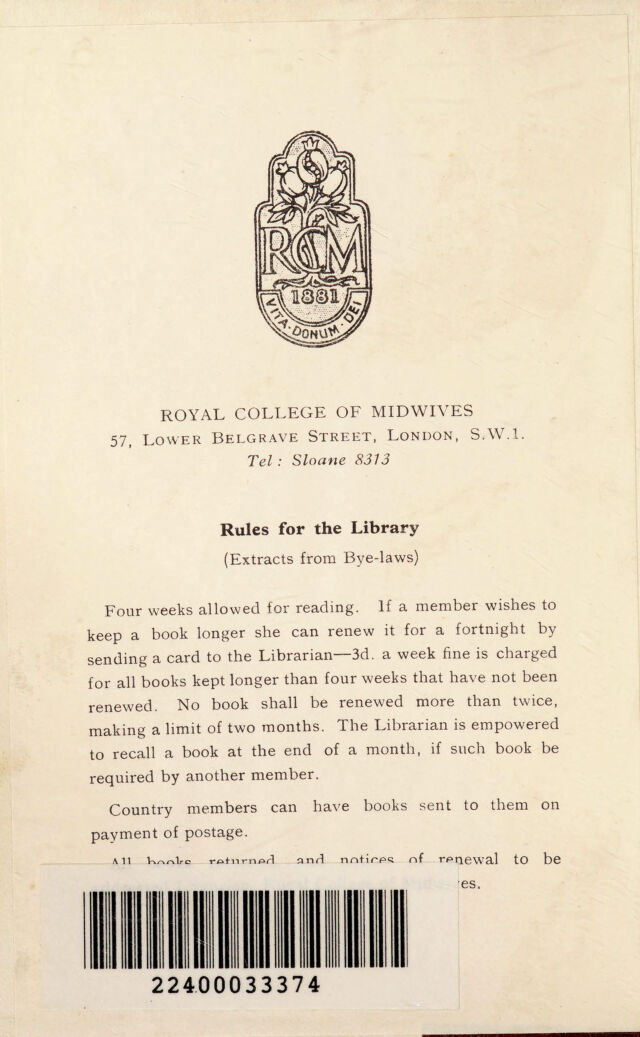 RCM
1881
VITA · DONUM · DEI
ROYAL COLLEGE OF MIDWIVES
57, LOWER BELGRAVE STREET, LONDON, S.W.1.
Tel : Sloane 8313
Rules for the Library
(Extracts from Bye-laws)
Four weeks allowed for reading. If a member wishes to
keep a book longer she can renew it for a fortnight by
sending a card to the Librarian—3d. a week fine is charged
for all books kept longer than four weeks that have not been
renewed. No book shall be renewed more than twice,
making a limit of two months. The Librarian is empowered
to recall a book at the end of a month, if such book be
required by another member.
Country members can have books sent to them on
payment of postage.
All books returned and notices of renewal to be
22400033374